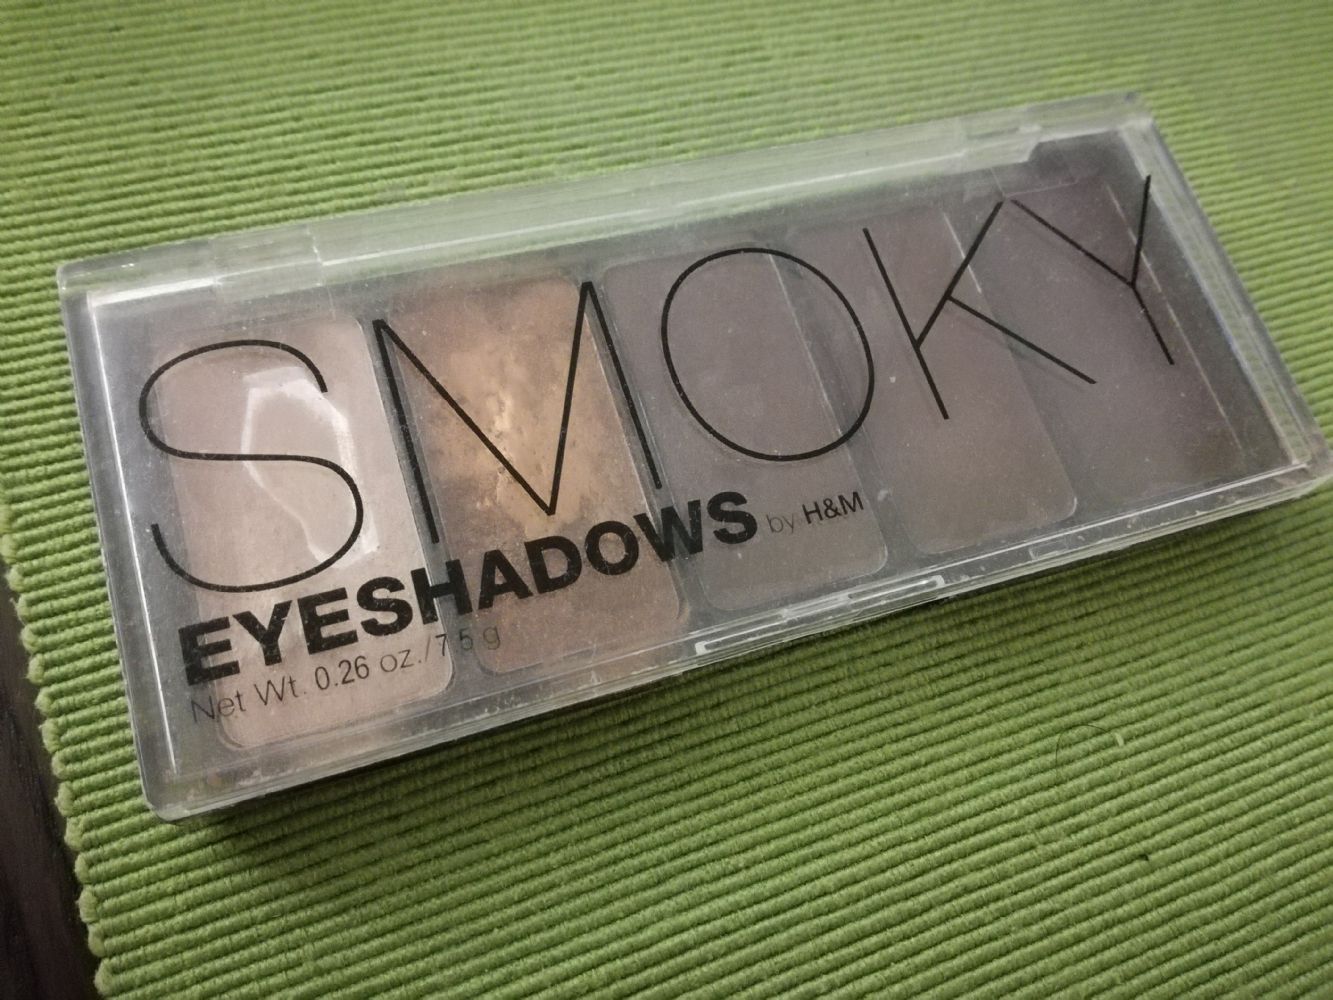 SMOKY
EYESHADOWS by H&M
Net Wt. 0.26 oz./7.5 g